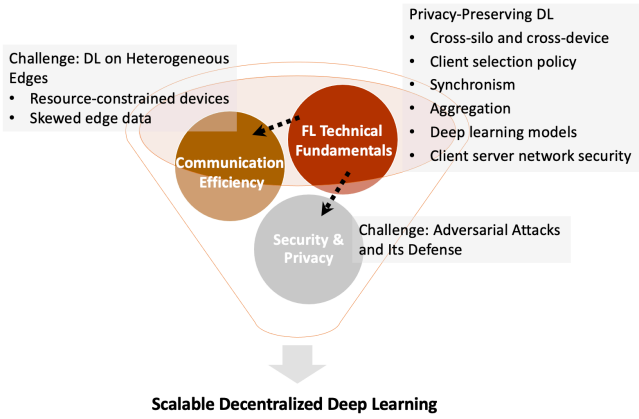 Privacy-Preserving DL
• Cross-silo and cross-device
• Client selection policy
• Synchronism
• Aggregation
• Deep learning models
• Client server network security
Challenge: DL on Heterogeneous
Edges
• Resource-constrained devices
• Skewed edge data
FL Technical
Fundamentals
Communication
Efficiency
Security &
Privacy
Challenge: Adversarial Attacks
and Its Defense
Scalable Decentralized Deep Learning